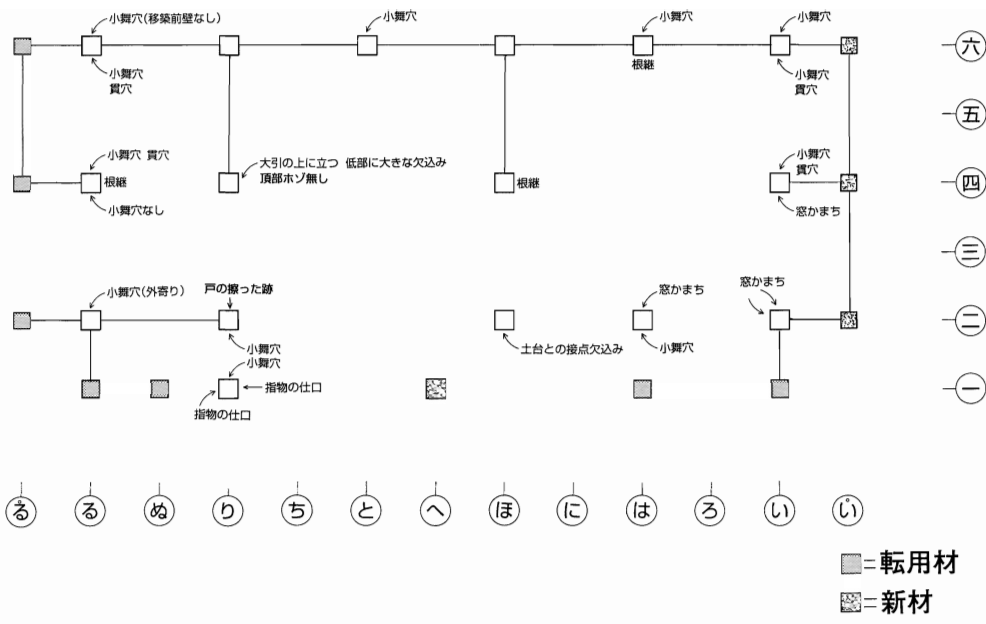 小舞穴(移築前壁なし)
小舞穴
小舞穴
小舞穴
六
小舞穴
貫穴
根継
小舞穴
貫穴
五
小舞穴 貫穴
根継
小舞穴なし
大引の上に立つ 低部に大きな欠込み
頂部ホゾ無し
根継
小舞穴
貫穴
窓かまち
四
三
小舞穴(外寄り)
戸の擦った跡
窓かまち
窓かまち
二
小舞穴
土台との接点欠込み
小舞穴
小舞穴
指物の仕口
指物の仕口
一
る゜
る
ぬ
り
ち
と
へ
ほ
に
は
ろ
い
い゜
=転用材
=新材